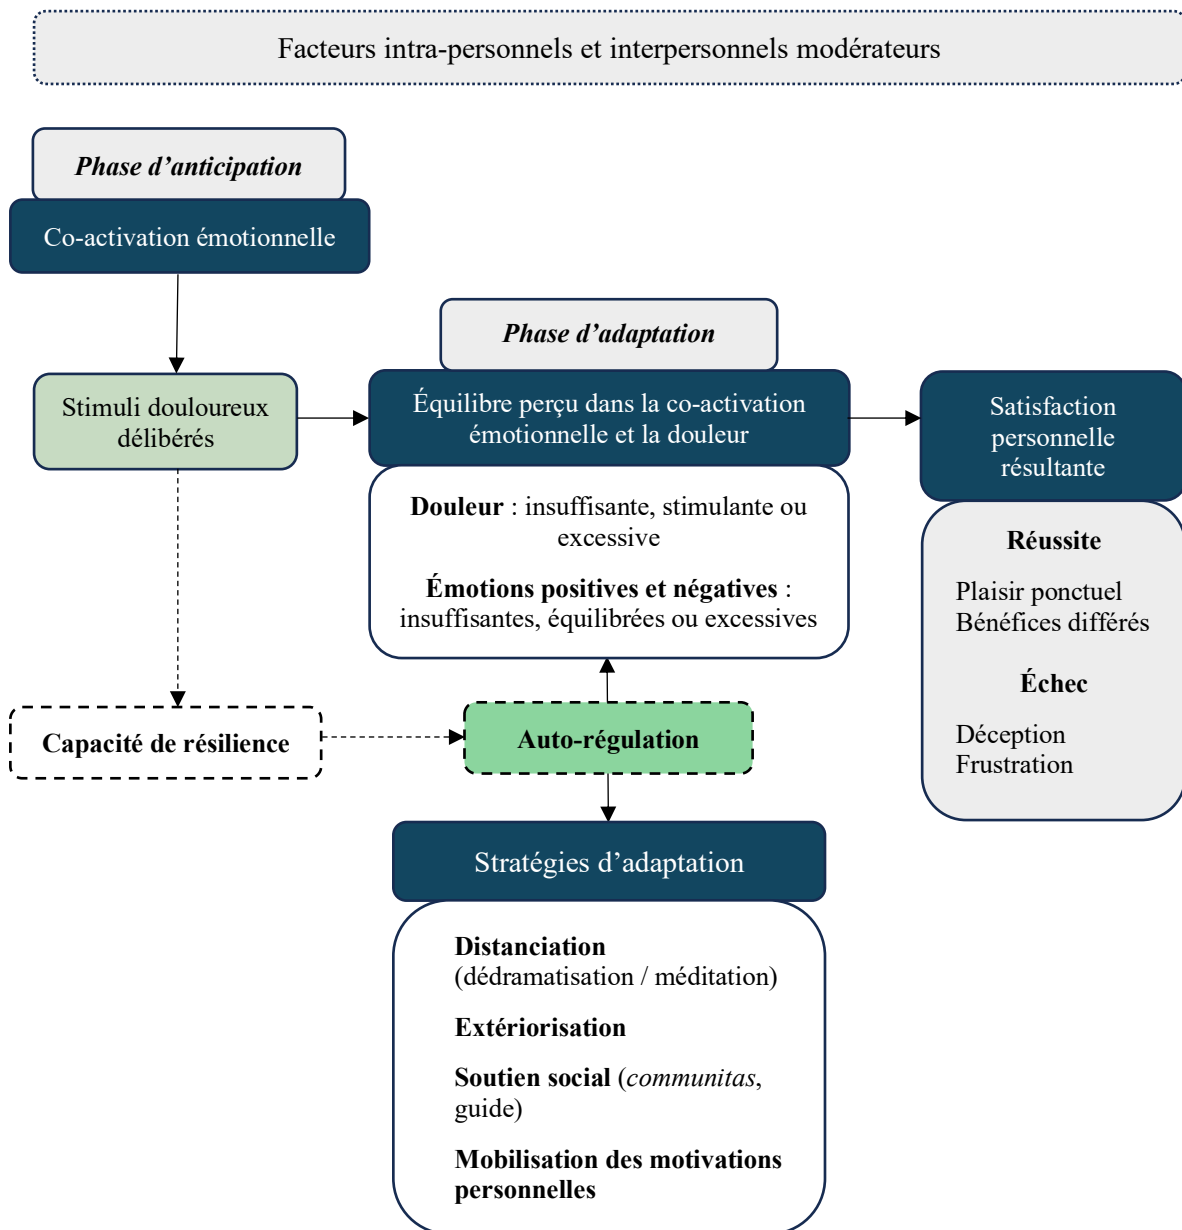 Facteurs intra-personnels et interpersonnels modérateurs
Phase d’anticipation
Co-activation émotionnelle
Phase d’adaptation
Stimuli douloureux
délibérés
Équilibre perçu dans la co-activation
émotionnelle et la douleur
Satisfaction
personnelle
résultante
Douleur : insuffisante, stimulante ou
excessive
Émotions positives et négatives :
insuffisantes, équilibrées ou excessives
Réussite
Plaisir ponctuel
Bénéfices différés
Échec
Déception
Frustration
Capacité de résilience
Auto-régulation
Stratégies d’adaptation
Distanciation
(dédramatisation / méditation)
Extériorisation
Soutien social (communitas,
guide)
Mobilisation des motivations
personnelles